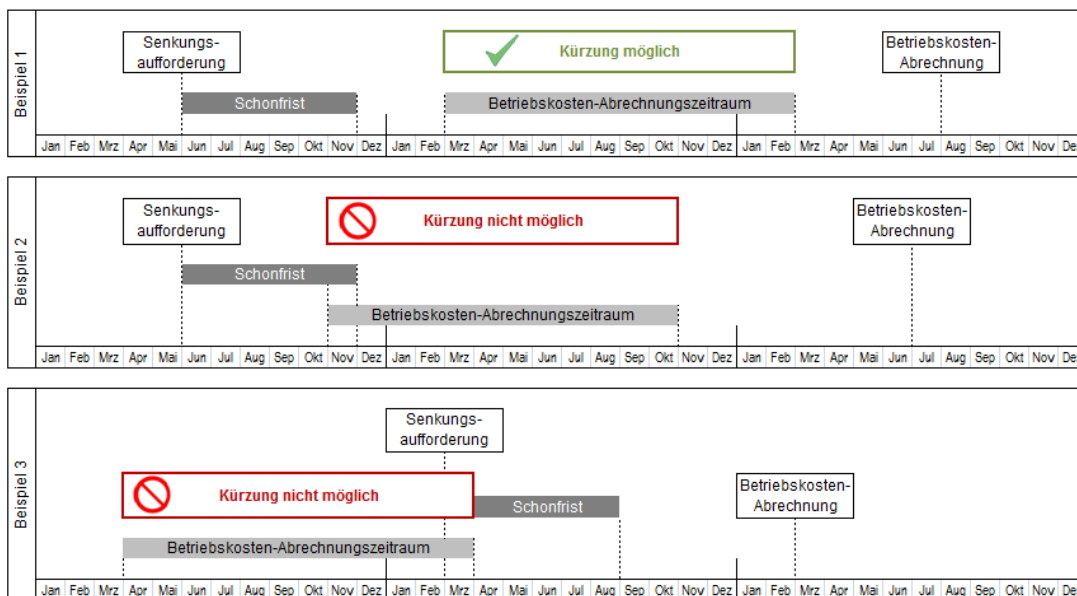 Beispiel 1
Senkungs-
aufforderung
Kürzung möglich
Betriebskosten-
Abrechnung
Schonfrist
Betriebskosten-Abrechnungszeitraum
Jan Feb Mrz Apr Mai Jun Jul Aug Sep Okt Nov Dez Jan Feb Mrz Apr Mai Jun Jul Aug Sep Okt Nov Dez Jan Feb Mrz Apr Mai Jun Jul Aug Sep Okt Nov De
Beispiel 2
Senkungs-
aufforderung
Kürzung nicht möglich
Betriebskosten-
Abrechnung
Schonfrist
Betriebskosten-Abrechnungszeitraum
Jan Feb Mrz Apr Mai Jun Jul Aug Sep Okt Nov Dez Jan Feb Mrz Apr Mai Jun Jul Aug Sep Okt Nov Dez Jan Feb Mrz Apr Mai Jun Jul Aug Sep Okt Nov De
Beispiel 3
Senkungs-
aufforderung
Kürzung nicht möglich
Schonfrist
Betriebskosten-
Abrechnung
Betriebskosten-Abrechnungszeitraum
Jan Feb Mrz Apr Mai Jun Jul Aug Sep Okt Nov Dez Jan Feb Mrz Apr Mai Jun Jul Aug Sep Okt Nov Dez Jan Feb Mrz Apr Mai Jun Jul Aug Sep Okt Nov De